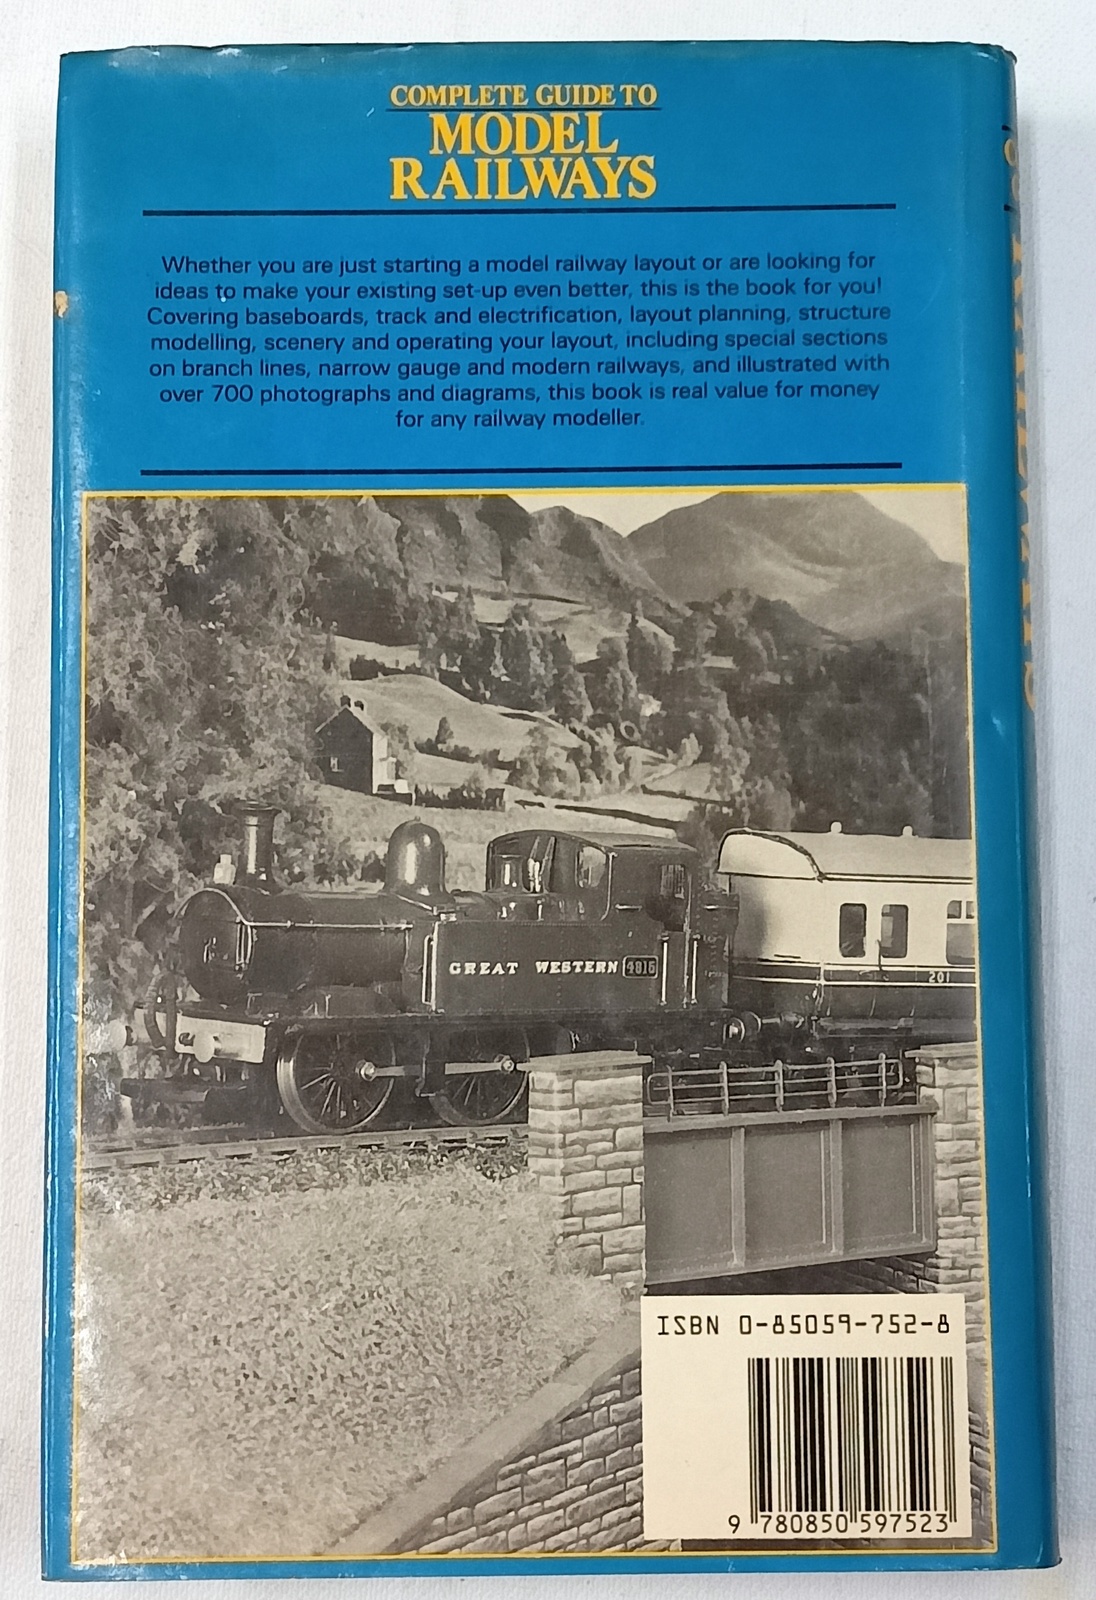 COMPLETE GUIDE TO
MODEL
RAILWAYS
Whether you are just starting a model railway layout or are looking for
ideas to make your existing set-up even better, this is the book for you!
Covering baseboards, track and electrification, layout planning, structure
modelling, scenery and operating your layout, including special sections
on branch lines, narrow gauge and modern railways, and illustrated with
over 700 photographs and diagrams, this book is real value for money
for any railway modeller.
GREAT WESTERN 4815
201
ISBN 0-85059-752-8
9 780850 597523